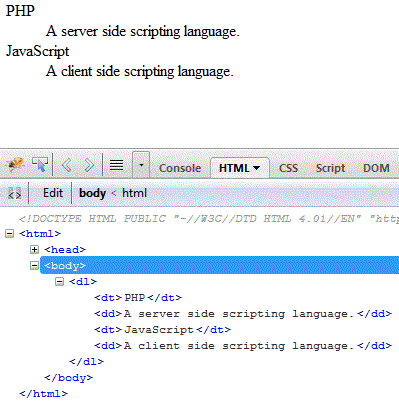 PHP
A server side scripting language.
JavaScript
A client side scripting language.
Console HTML CSS Script DOM
Edit body < html
<!DOCTYPE HTML PUBLIC "-//W3C//DTD HTML 4.01//EN" "http
<html>
<head>
<body>
<dl>
<dt>PHP</dt>
<dd>A server side scripting language.</dd>
<dt>JavaScript</dt>
<dd>A client side scripting language.</dd>
</dl>
</body>
</html>